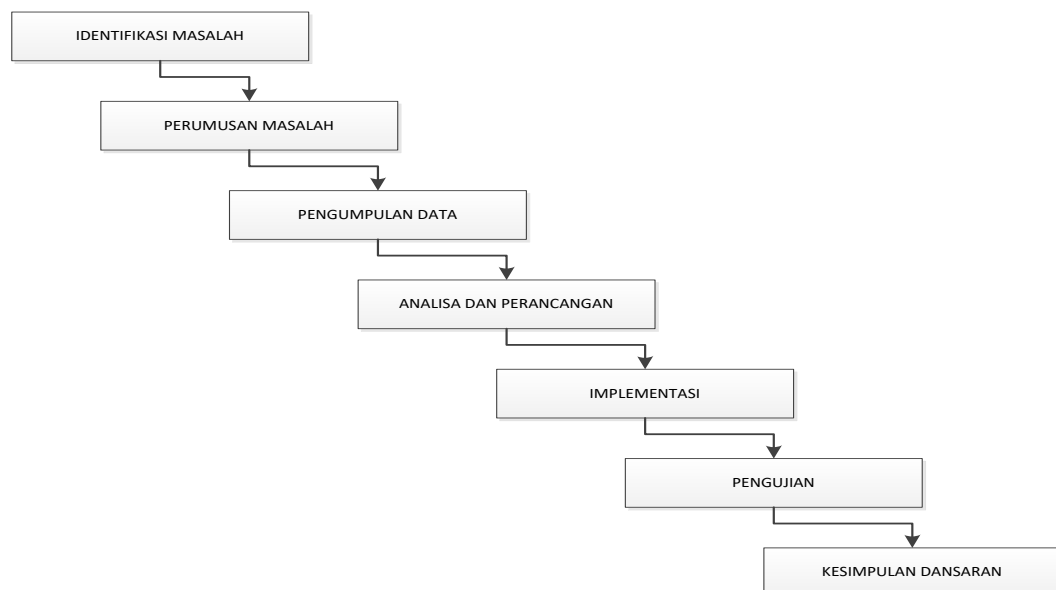 IDENTIFIKASI MASALAH
PERUMUSAN MASALAH
PENGUMPULAN DATA
ANALISA DAN PERANCANGAN
IMPLEMENTASI
PENGUJIAN
KESIMPULAN DANSARAN